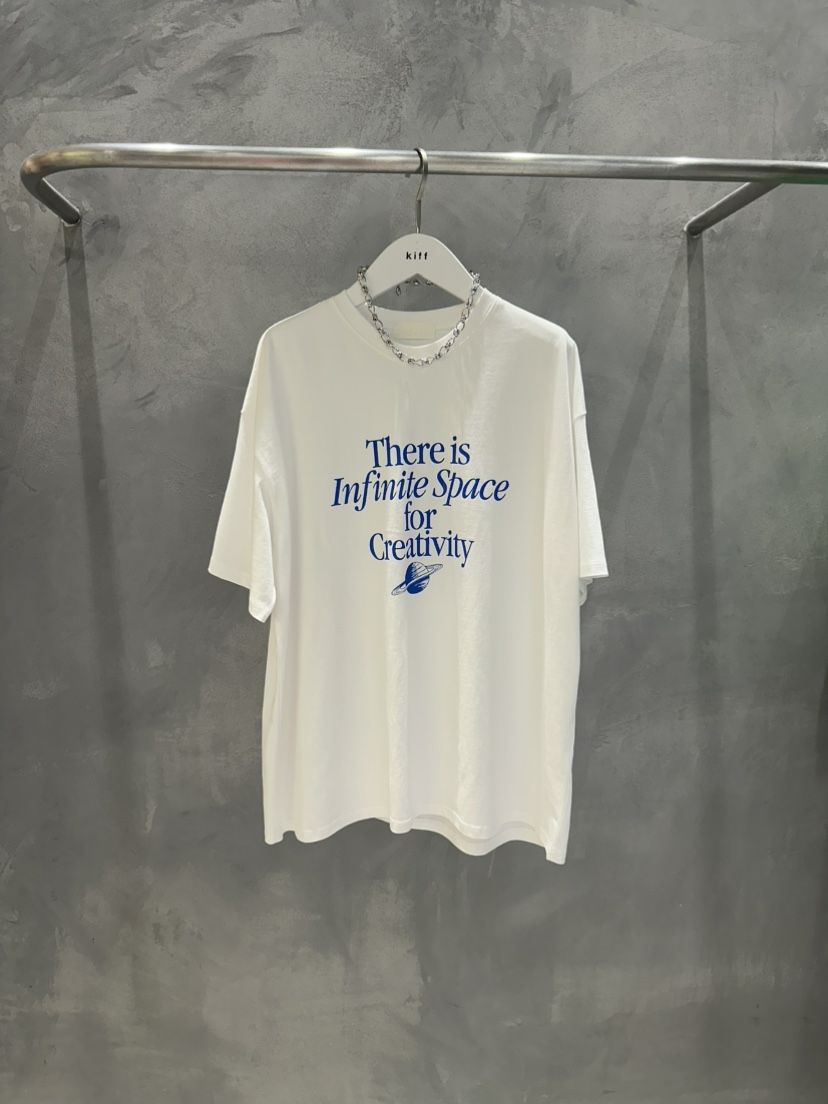 kiff
There is
Infinite Space
for
Creativity